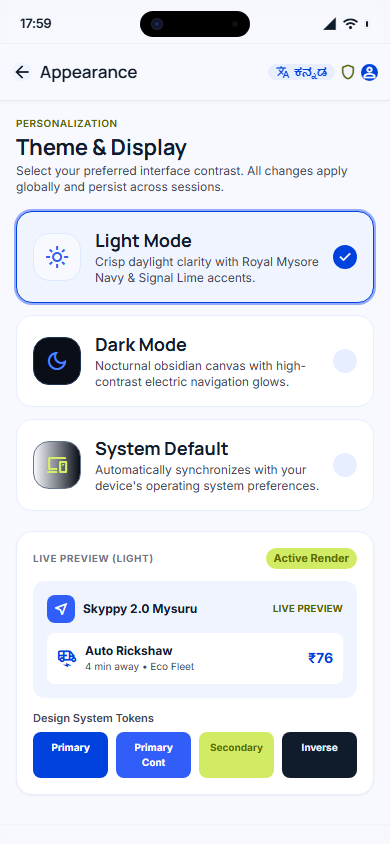 17:59
Appearance
ಕನ್ನಡ
PERSONALIZATION
Theme & Display
Select your preferred interface contrast. All changes apply
globally and persist across sessions.
Light Mode
Crisp daylight clarity with Royal Mysore
Navy & Signal Lime accents.
Dark Mode
Nocturnal obsidian canvas with high-
contrast electric navigation glows.
System Default
Automatically synchronizes with your
device's operating system preferences.
LIVE PREVIEW (LIGHT)
Active Render
Skyppy 2.0 Mysuru
LIVE PREVIEW
Auto Rickshaw
4 min away • Eco Fleet
₹76
Design System Tokens
Primary
Primary
Cont
Secondary
Inverse